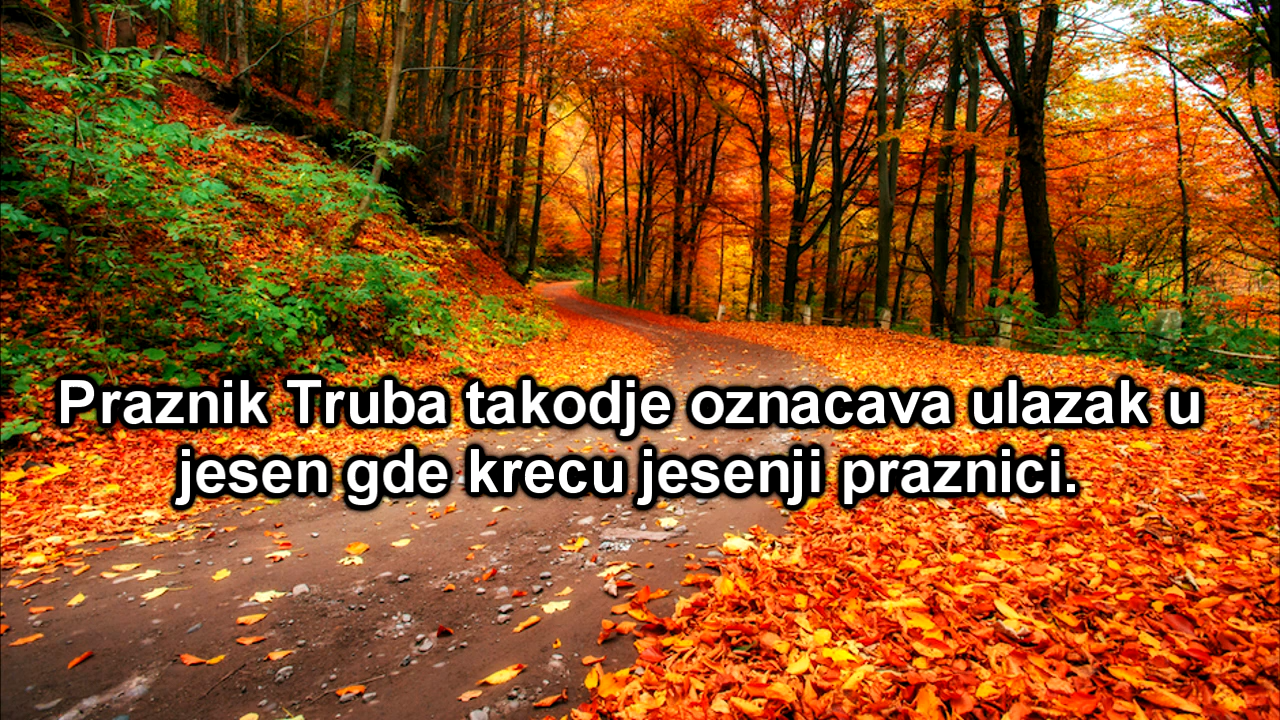 Praznik Truba takodje oznacava ulazak u
jesen gde krecu jesenji praznici.